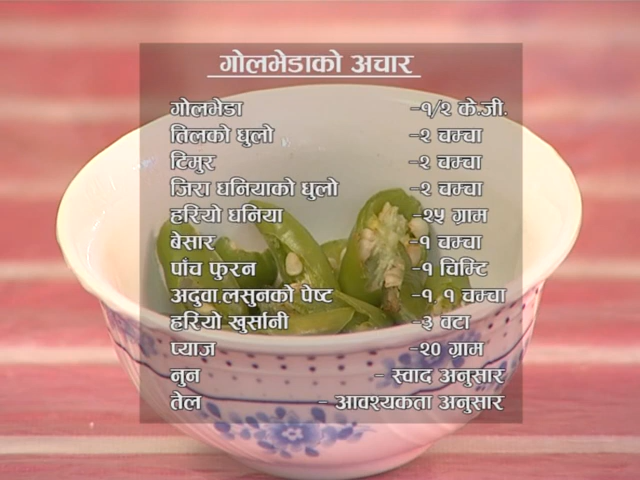 गोलभेडाको अचार
गोलभेडा -१/२ के.जी.
तिलको धुलो -२ चम्चा
टिमुर -२ चम्चा
जिरा धनियाको धुलो -२ चम्चा
हरियो धनिया -२५ ग्राम
बेसार -१ चम्चा
पाँच फुरन -१ चिम्टि
अदुवा लसुनको पेष्ट -१, १ चम्चा
हरियो खुर्सानी -३ वटा
प्याज -२० ग्राम
नुन - स्वाद अनुसार
तेल - आवश्यकता अनुसार